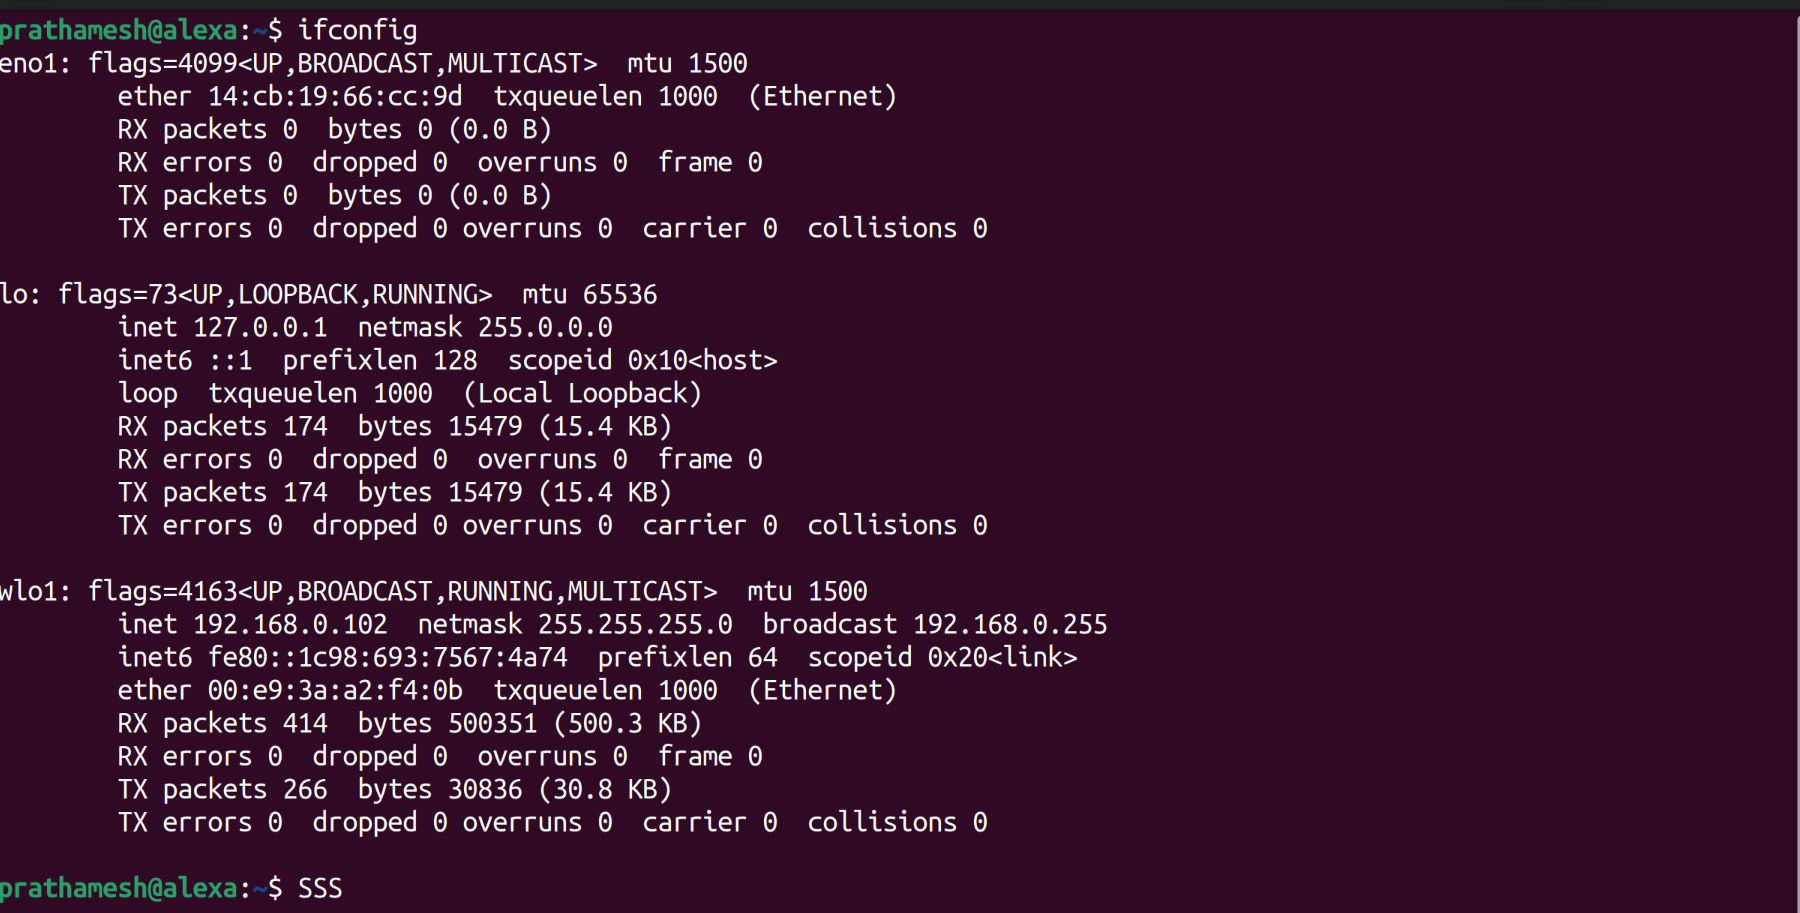 prathamesh@alexa:~$ ifconfig
eno1: flags=4099<UP,BROADCAST,MULTICAST>  mtu 1500
        ether 14:cb:19:66:cc:9d  txqueuelen 1000  (Ethernet)
        RX packets 0  bytes 0 (0.0 B)
        RX errors 0  dropped 0  overruns 0  frame 0
        TX packets 0  bytes 0 (0.0 B)
        TX errors 0  dropped 0 overruns 0  carrier 0  collisions 0

lo: flags=73<UP,LOOPBACK,RUNNING>  mtu 65536
        inet 127.0.0.1  netmask 255.0.0.0
        inet6 ::1  prefixlen 128  scopeid 0x10<host>
        loop  txqueuelen 1000  (Local Loopback)
        RX packets 174  bytes 15479 (15.4 KB)
        RX errors 0  dropped 0  overruns 0  frame 0
        TX packets 174  bytes 15479 (15.4 KB)
        TX errors 0  dropped 0 overruns 0  carrier 0  collisions 0

wlo1: flags=4163<UP,BROADCAST,RUNNING,MULTICAST>  mtu 1500
        inet 192.168.0.102  netmask 255.255.255.0  broadcast 192.168.0.255
        inet6 fe80::1c98:693:7567:4a74  prefixlen 64  scopeid 0x20<link>
        ether 00:e9:3a:a2:f4:0b  txqueuelen 1000  (Ethernet)
        RX packets 414  bytes 500351 (500.3 KB)
        RX errors 0  dropped 0  overruns 0  frame 0
        TX packets 266  bytes 30836 (30.8 KB)
        TX errors 0  dropped 0 overruns 0  carrier 0  collisions 0

prathamesh@alexa:~$ SSS